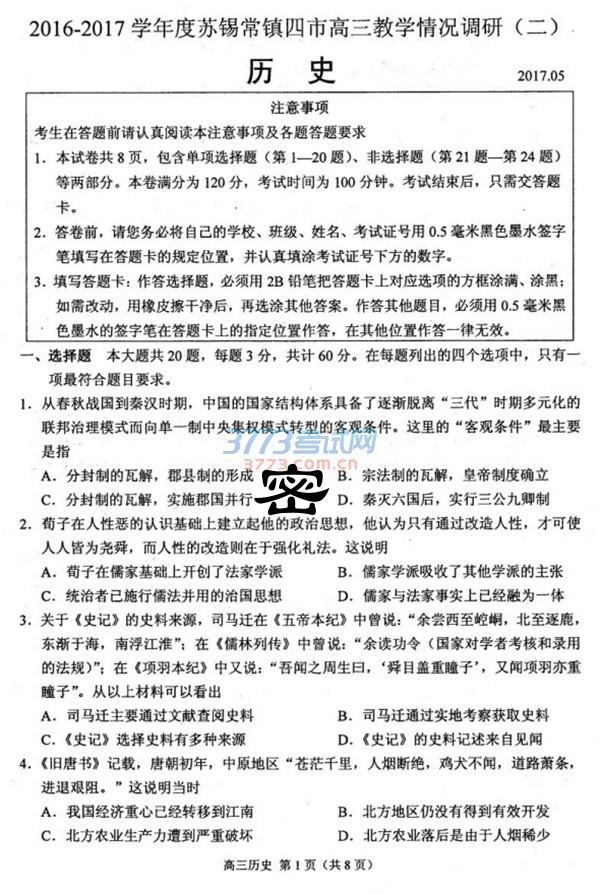 2016-2017学年度苏锡常镇四市高三教学情况调研（二）
历 史
2017.05
注意事项
考生在答题前请认真阅读本注意事项及各题答题要求
1. 本试卷共8页，包含单项选择题（第1—20题）、非选择题（第21题—第24题）
等两部分。本卷满分为120分，考试时间为100分钟。考试结束后，只需交答题
卡。
2. 答卷前，请您务必将自己的学校、班级、姓名、考试证号用0.5毫米黑色墨水签字
笔填写在答题卡的规定位置，并认真填涂考试证号下方的数字。
3. 填写答题卡：作答选择题，必须用2B铅笔把答题卡上对应选项的方框涂满、涂黑；
如需改动，用橡皮擦干净后，再选涂其他答案。作答其他题目，必须用0.5毫米黑
色墨水的签字笔在答题卡上的指定位置作答，在其他位置作答一律无效。
一、选择题 本大题共20题，每题3分，共计60分。在每题列出的四个选项中，只有一
项最符合题目要求。
1. 从春秋战国到秦汉时期，中国的国家结构体系具备了逐渐脱离“三代”时期多元化的
联邦治理模式而向单一制中央集权模式转型的客观条件。这里的“客观条件”最主要
是指
3773考试网
3773.com.cn
A. 分封制的瓦解，郡县制的形成
B. 宗法制的瓦解，皇帝制度确立
C. 分封制的瓦解，实施郡国并行
密
D. 秦灭六国后，实行三公九卿制
2. 荀子在人性恶的认识基础上建立起他的政治思想，他认为只有通过改造人性，才可使
人人皆为尧舜，而人性的改造则在于强化礼法。这说明
A. 荀子在儒家基础上开创了法家学派
B. 儒家学派吸收了其他学派的主张
C. 统治者已施行儒法并用的治国思想
D. 儒家与法家事实上已经融为一体
3. 关于《史记》的史料来源，司马迁在《五帝本纪》中曾说：“余尝西至崆峒，北至逐鹿，
东渐于海，南浮江淮”；在《儒林列传》中曾说：“余读功令（国家对学者考核和录用
的法规）”；在《项羽本纪》中又说：“吾闻之周生曰，‘舜目盖重瞳子’，又闻项羽亦重
瞳子”。从以上材料可以看出
A. 司马迁主要通过文献查阅史料
B. 司马迁通过实地考察获取史料
C. 《史记》选择史料有多种来源
D. 《史记》的史料记述来自见闻
4. 《旧唐书》记载，唐朝初年，中原地区“苍茫千里，人烟断绝，鸡犬不闻，道路萧条，
进退艰阻。”这说明当时
A. 我国经济重心已经转移到江南
B. 北方地区仍没有得到有效开发
C. 北方农业生产力遭到严重破坏
D. 北方农业落后是由于人烟稀少
高三历史 第1页（共8页）